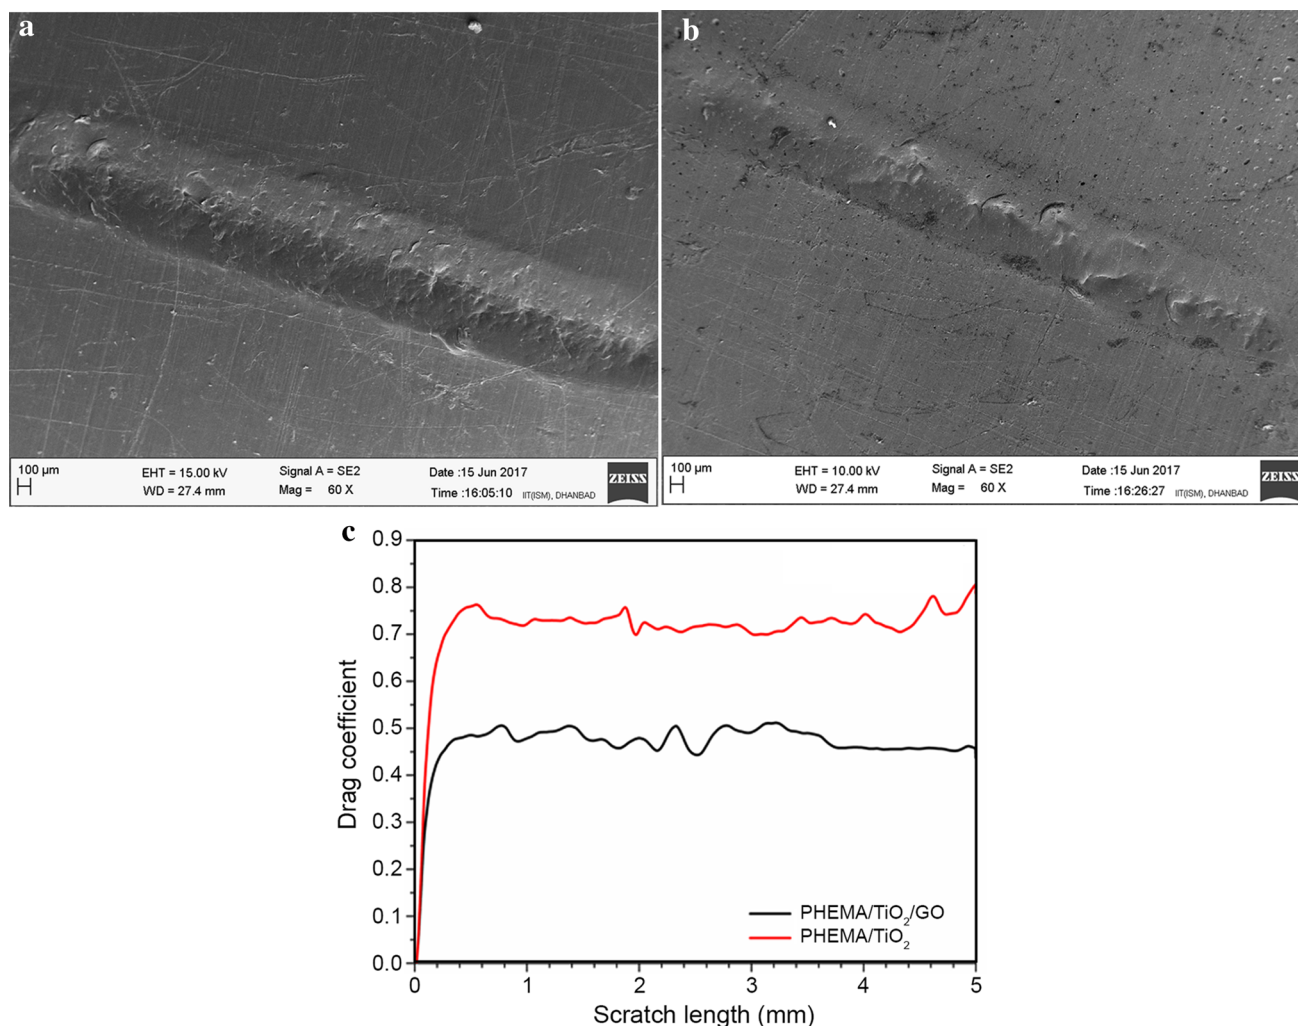 a
100 µm
EHT = 15.00 kV
Signal A = SE2
Date :15 Jun 2017
WD = 27.4 mm
Mag = 60 X
Time :16:05:10
IIT(ISM), DHANBAD
ZEISS
b
100 µm
EHT = 10.00 kV
Signal A = SE2
Date :15 Jun 2017
WD = 27.4 mm
Mag = 60 X
Time :16:26:27
IIT(ISM), DHANBAD
ZEISS
c
0.9
0.8
0.7
0.6
0.5
0.4
0.3
0.2
0.1
0.0
Drag coefficient
PHEMA/TiO₂/GO
PHEMA/TiO₂
0 1 2 3 4 5
Scratch length (mm)